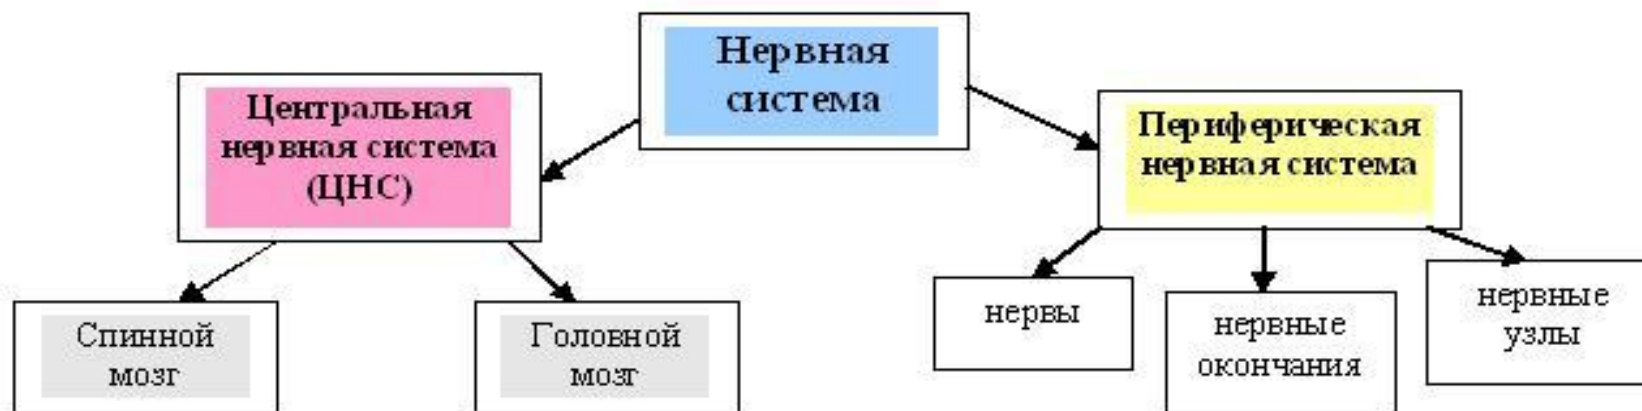 Нервная
система
Центральная
нервная система
(ЦНС)
Периферическая
нервная система
Спинной
мозг
Головной
мозг
нервы
нервные
окончания
нервные
узлы